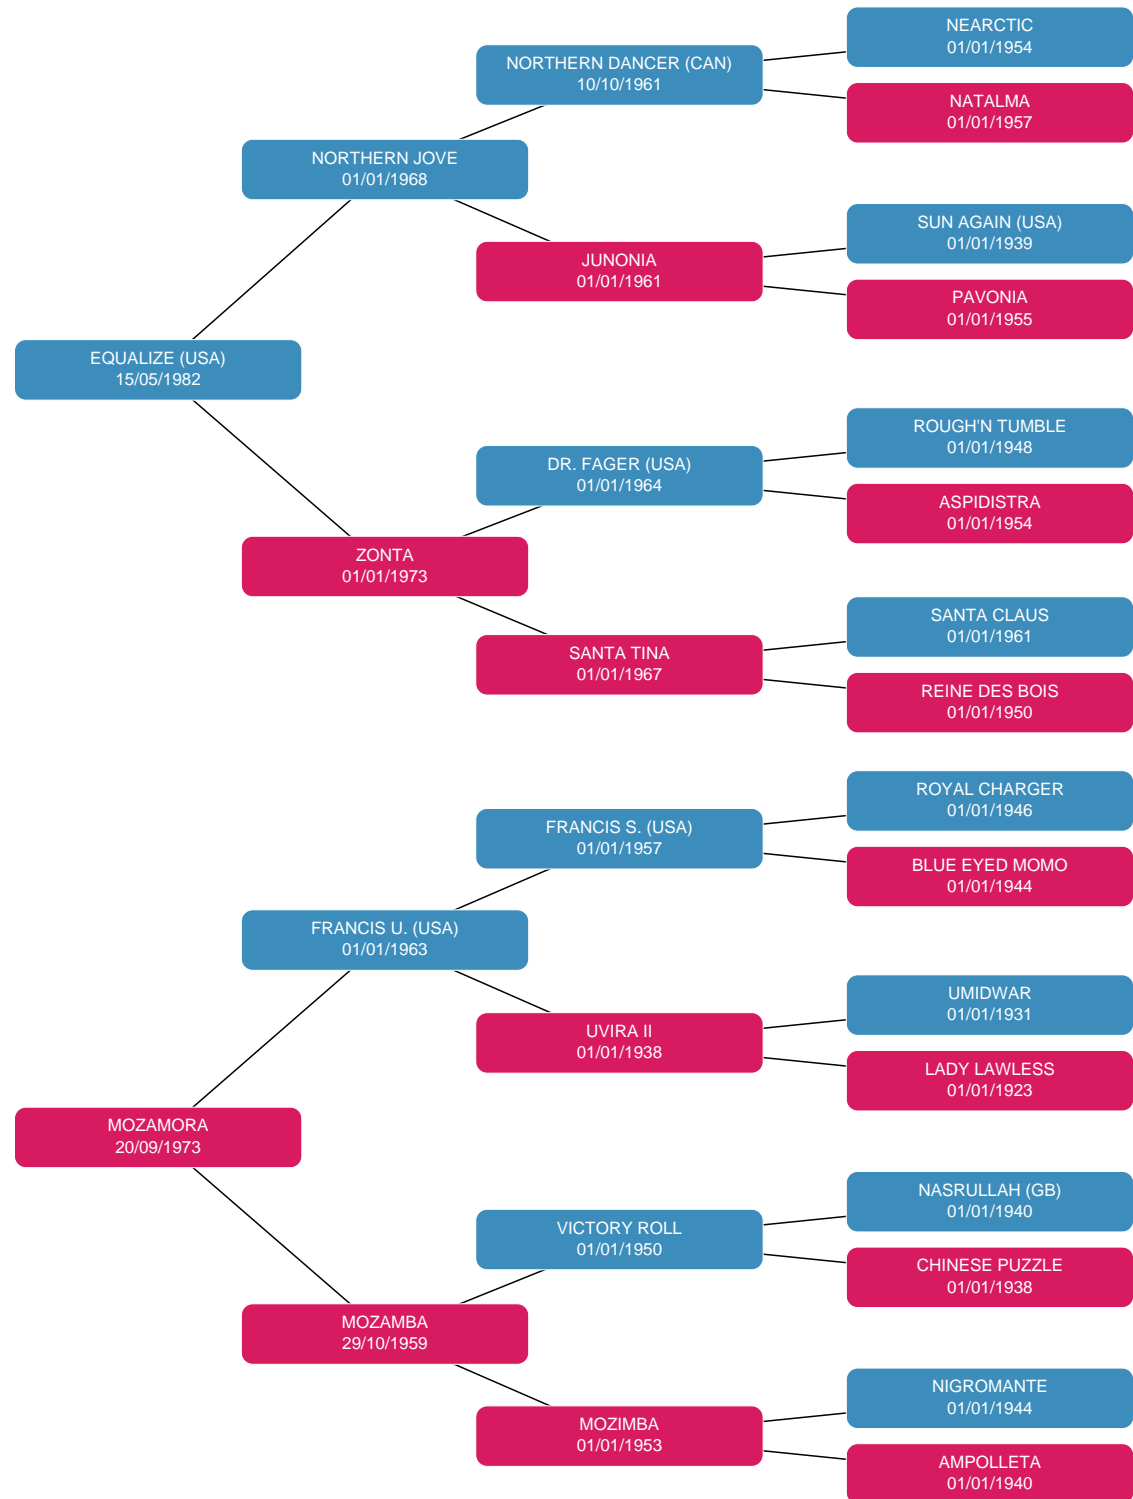 NEARCTIC
01/01/1954
NORTHERN DANCER (CAN)
10/10/1961
NATALMA
01/01/1957
NORTHERN JOVE
01/01/1968
SUN AGAIN (USA)
01/01/1939
JUNONIA
01/01/1961
PAVONIA
01/01/1955
EQUALIZE (USA)
15/05/1982
ROUGH'N TUMBLE
01/01/1948
DR. FAGER (USA)
01/01/1964
ASPIDISTRA
01/01/1954
ZONTA
01/01/1973
SANTA CLAUS
01/01/1961
SANTA TINA
01/01/1967
REINE DES BOIS
01/01/1950
ROYAL CHARGER
01/01/1946
FRANCIS S. (USA)
01/01/1957
BLUE EYED MOMO
01/01/1944
FRANCIS U. (USA)
01/01/1963
UMIDWAR
01/01/1931
UVIRA II
01/01/1938
LADY LAWLESS
01/01/1923
MOZAMORA
20/09/1973
NASRULLAH (GB)
01/01/1940
VICTORY ROLL
01/01/1950
CHINESE PUZZLE
01/01/1938
MOZAMBA
29/10/1959
NIGROMANTE
01/01/1944
MOZIMBA
01/01/1953
AMPOLLETA
01/01/1940